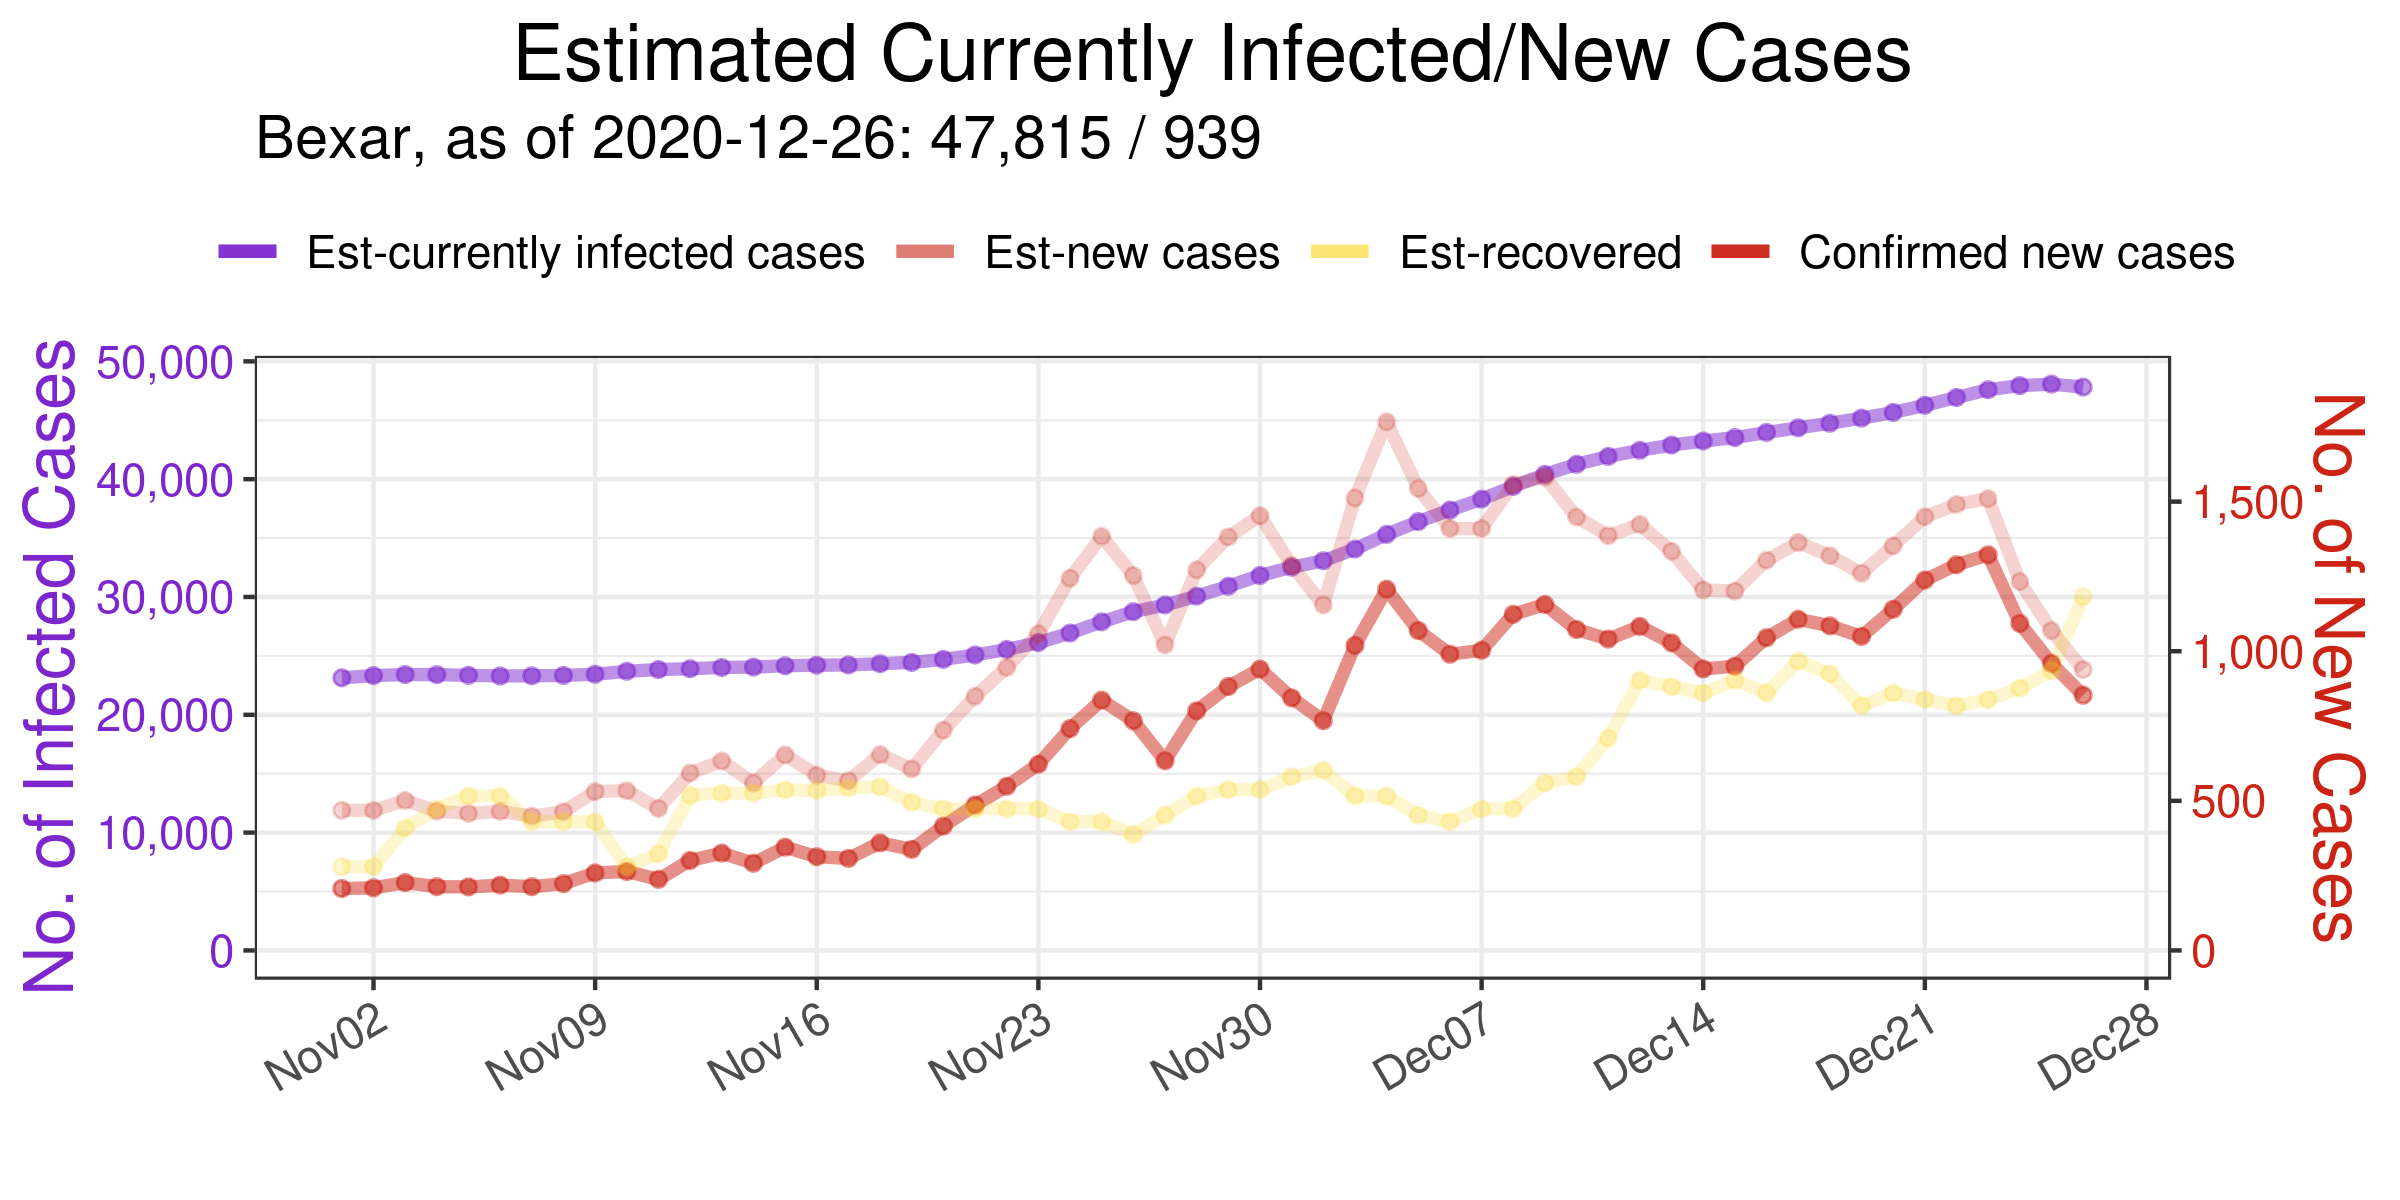 Estimated Currently Infected/New Cases
Bexar, as of 2020-12-26: 47,815 / 939
Est-currently infected cases Est-new cases Est-recovered Confirmed new cases
No. of Infected Cases
50,000
40,000
30,000
20,000
10,000
0
1,500
1,000
500
0
No. of New Cases
Nov02 Nov09 Nov16 Nov23 Nov30 Dec07 Dec14 Dec21 Dec28